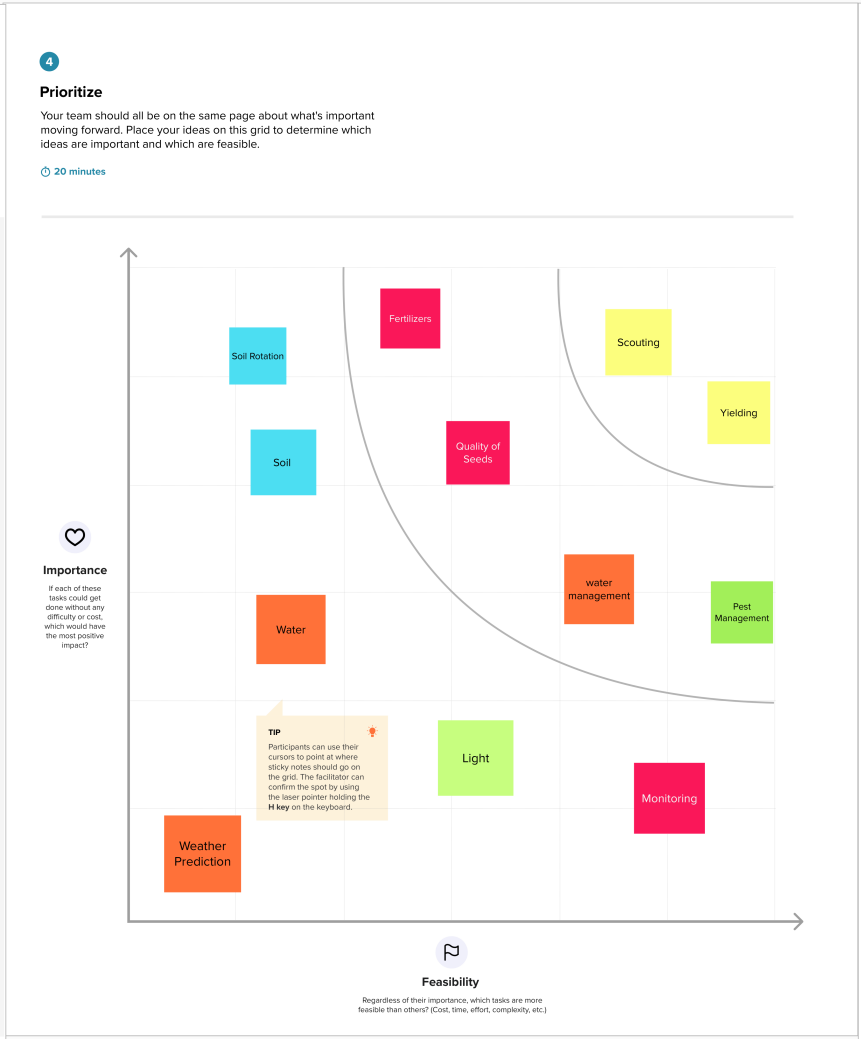 4
Prioritize
Your team should all be on the same page about what's important
moving forward. Place your ideas on this grid to determine which
ideas are important and which are feasible.
20 minutes
Fertilizers
Scouting
Soil Rotation
Yielding
Quality of
Seeds
Soil
Importance
If each of these
tasks could get
done without any
difficulty or cost,
which would have
the most positive
impact?
water
management
Pest
Management
Water
TIP
Participants can use their
cursors to point at where
sticky notes should go on
the grid. The facilitator can
confirm the spot by using
the laser pointer holding the
H key on the keyboard.
Light
Monitoring
Weather
Prediction
Feasibility
Regardless of their importance, which tasks are more
feasible than others? (Cost, time, effort, complexity, etc.)